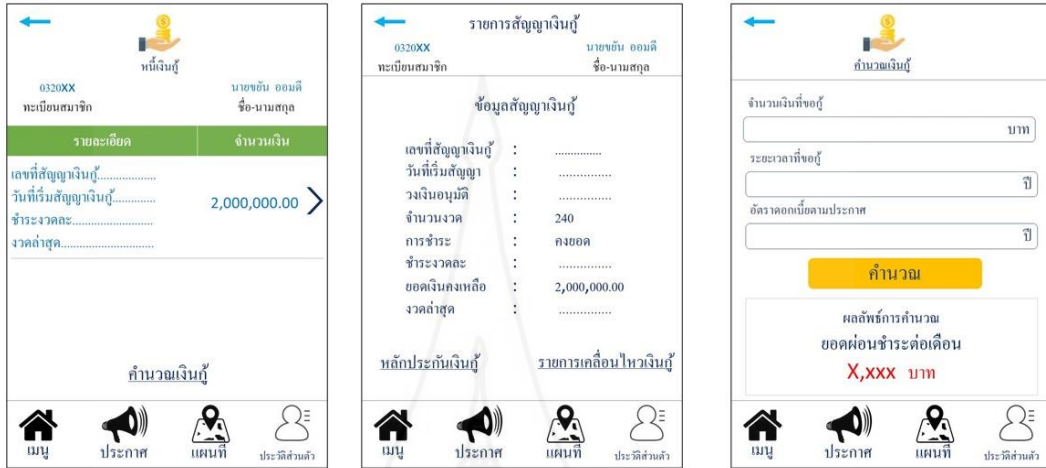 หนี้เงินกู้
0320XX นายขยัน ออมดี
ทะเบียนสมาชิก ชื่อ-นามสกุล
รายละเอียด จำนวนเงิน
เลขที่สัญญาเงินกู้..................
วันที่เริ่มสัญญาเงินกู้.............
ชำระงวดละ.........................
งวดล่าสุด.............................
2,000,000.00
คำนวณเงินกู้
เมนู ประกาศ แผนที่ ประวัติส่วนตัว
รายการสัญญาเงินกู้
0320XX นายขยัน ออมดี
ทะเบียนสมาชิก ชื่อ-นามสกุล
ข้อมูลสัญญาเงินกู้
เลขที่สัญญาเงินกู้ : ...............
วันที่เริ่มสัญญา : .................
วงเงินอนุมัติ : .................
จำนวนงวด : 240
การชำระ : คงยอด
ชำระงวดละ : .................
ยอดเงินคงเหลือ : 2,000,000.00
งวดล่าสุด : .................
หลักประกันเงินกู้ รายการเคลื่อนไหวเงินกู้
เมนู ประกาศ แผนที่ ประวัติส่วนตัว
คำนวณเงินกู้
จำนวนเงินที่ขอกู้
บาท
ระยะเวลาที่ขอกู้
ปี
อัตราดอกเบี้ยตามประกาศ
ปี
คำนวณ
ผลลัพธ์การคำนวณ
ยอดผ่อนชำระต่อเดือน
X,xxx บาท
เมนู ประกาศ แผนที่ ประวัติส่วนตัว